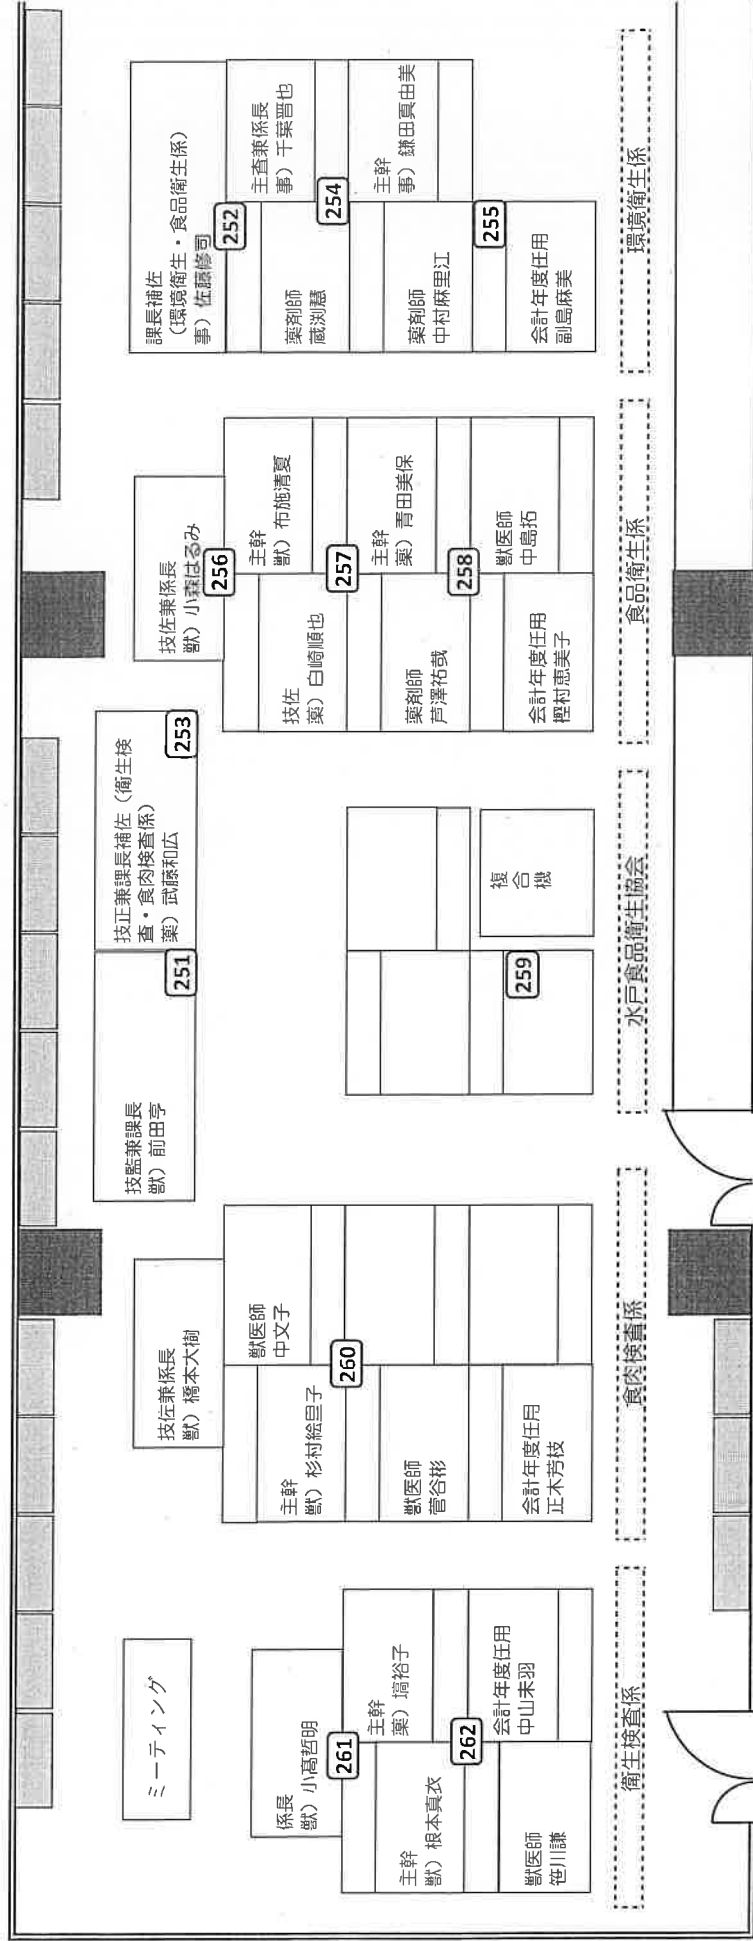 ミーティング
係長
獣）小髙哲明
261
主幹
獣）根本真衣
主幹
薬）塙裕子
262
獣医師
笹川謙
会計年度任用
中山未羽
衛生検査係
技佐兼係長
獣）橋本大樹
主幹
獣）杉村絵里子
獣医師
中文子
260
獣医師
菅谷彬
会計年度任用
正木芳枝
食肉検査係
技監兼課長
獣）前田亨
251
技正兼課長補佐（衛生検
査・食肉検査係）
薬）武藤和広
253
259
複合機
水戸食品衛生協会
技佐兼係長
獣）小森はるみ
256
技佐
薬）白崎順也
主幹
獣）布施清夏
257
薬剤師
芦澤祐哉
主幹
薬）青田美保
258
会計年度任用
樫村恵美子
獣医師
中島拓
食品衛生係
課長補佐
（環境衛生・食品衛生係）
事）佐藤修司
252
薬剤師
蔵渕慧
主査兼係長
事）千葉晋也
254
薬剤師
中村麻里江
主幹
事）鎌田真由美
255
会計年度任用
副島麻美
環境衛生係